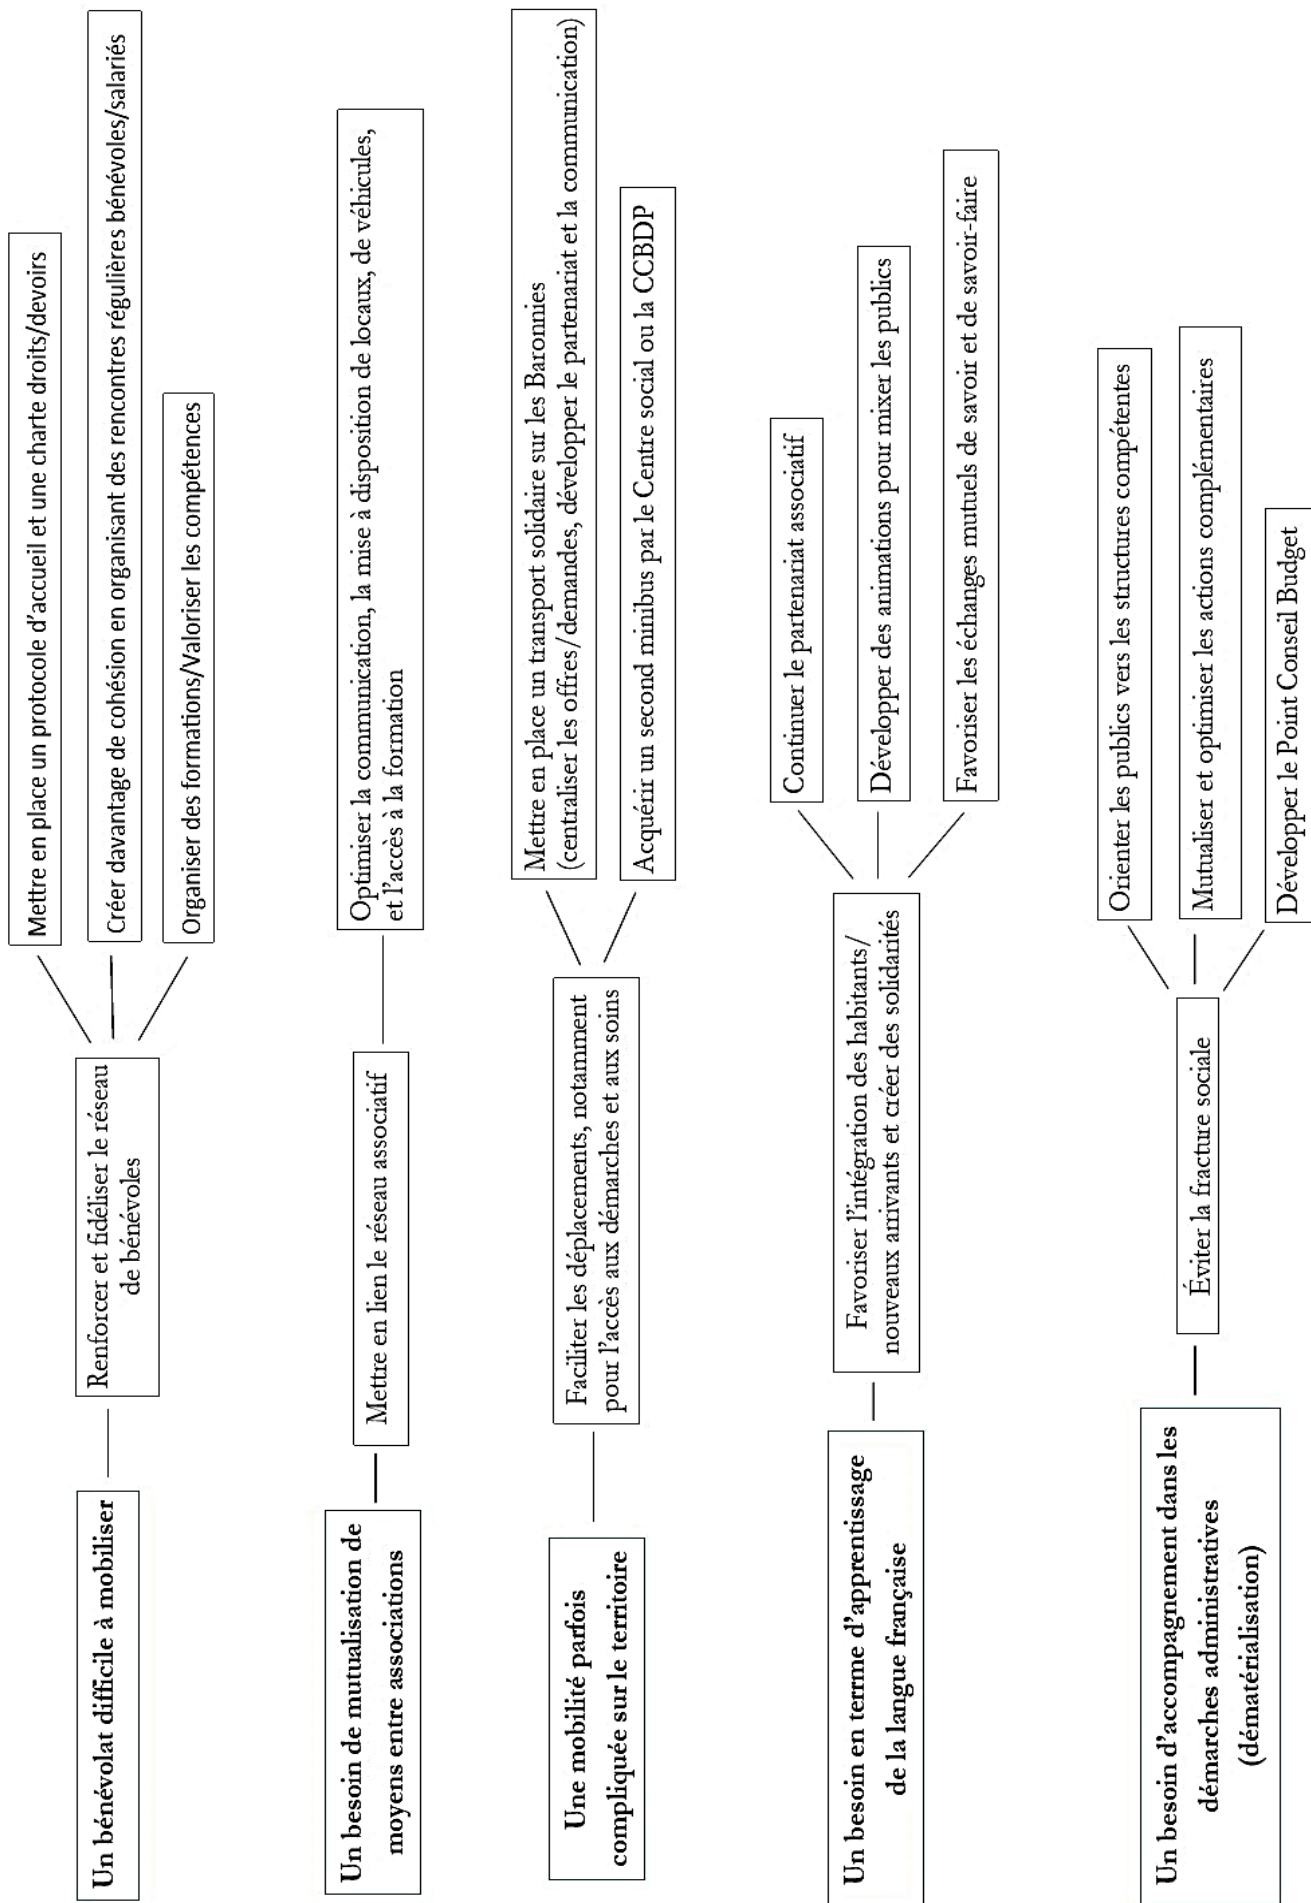 Un bénévolat difficile à mobiliser
Renforcer et fidéliser le réseau
de bénévoles
Mettre en place un protocole d'accueil et une charte droits/devoirs
Créer davantage de cohésion en organisant des rencontres régulières bénévoles/salariés
Organiser des formations/Valoriser les compétences
Un besoin de mutualisation de
moyens entre associations
Mettre en lien le réseau associatif
Optimiser la communication, la mise à disposition de locaux, de véhicules,
et l'accès à la formation
Une mobilité parfois
compliquée sur le territoire
Faciliter les déplacements, notamment
pour l'accès aux démarches et aux soins
Mettre en place un transport solidaire sur les Baronnies
(centraliser les offres/demandes, développer le partenariat et la communication)
Acquérir un second minibus par le Centre social ou la CCBDP
Un besoin en terrme d'apprentissage
de la langue française
Favoriser l'intégration des habitants/
nouveaux arrivants et créer des solidarités
Continuer le partenariat associatif
Développer des animations pour mixer les publics
Favoriser les échanges mutuels de savoir et de savoir-faire
Un besoin d'accompagnement dans les
démarches administratives
(dématérialisation)
Éviter la fracture sociale
Orienter les publics vers les structures compétentes
Mutualiser et optimiser les actions complémentaires
Développer le Point Conseil Budget